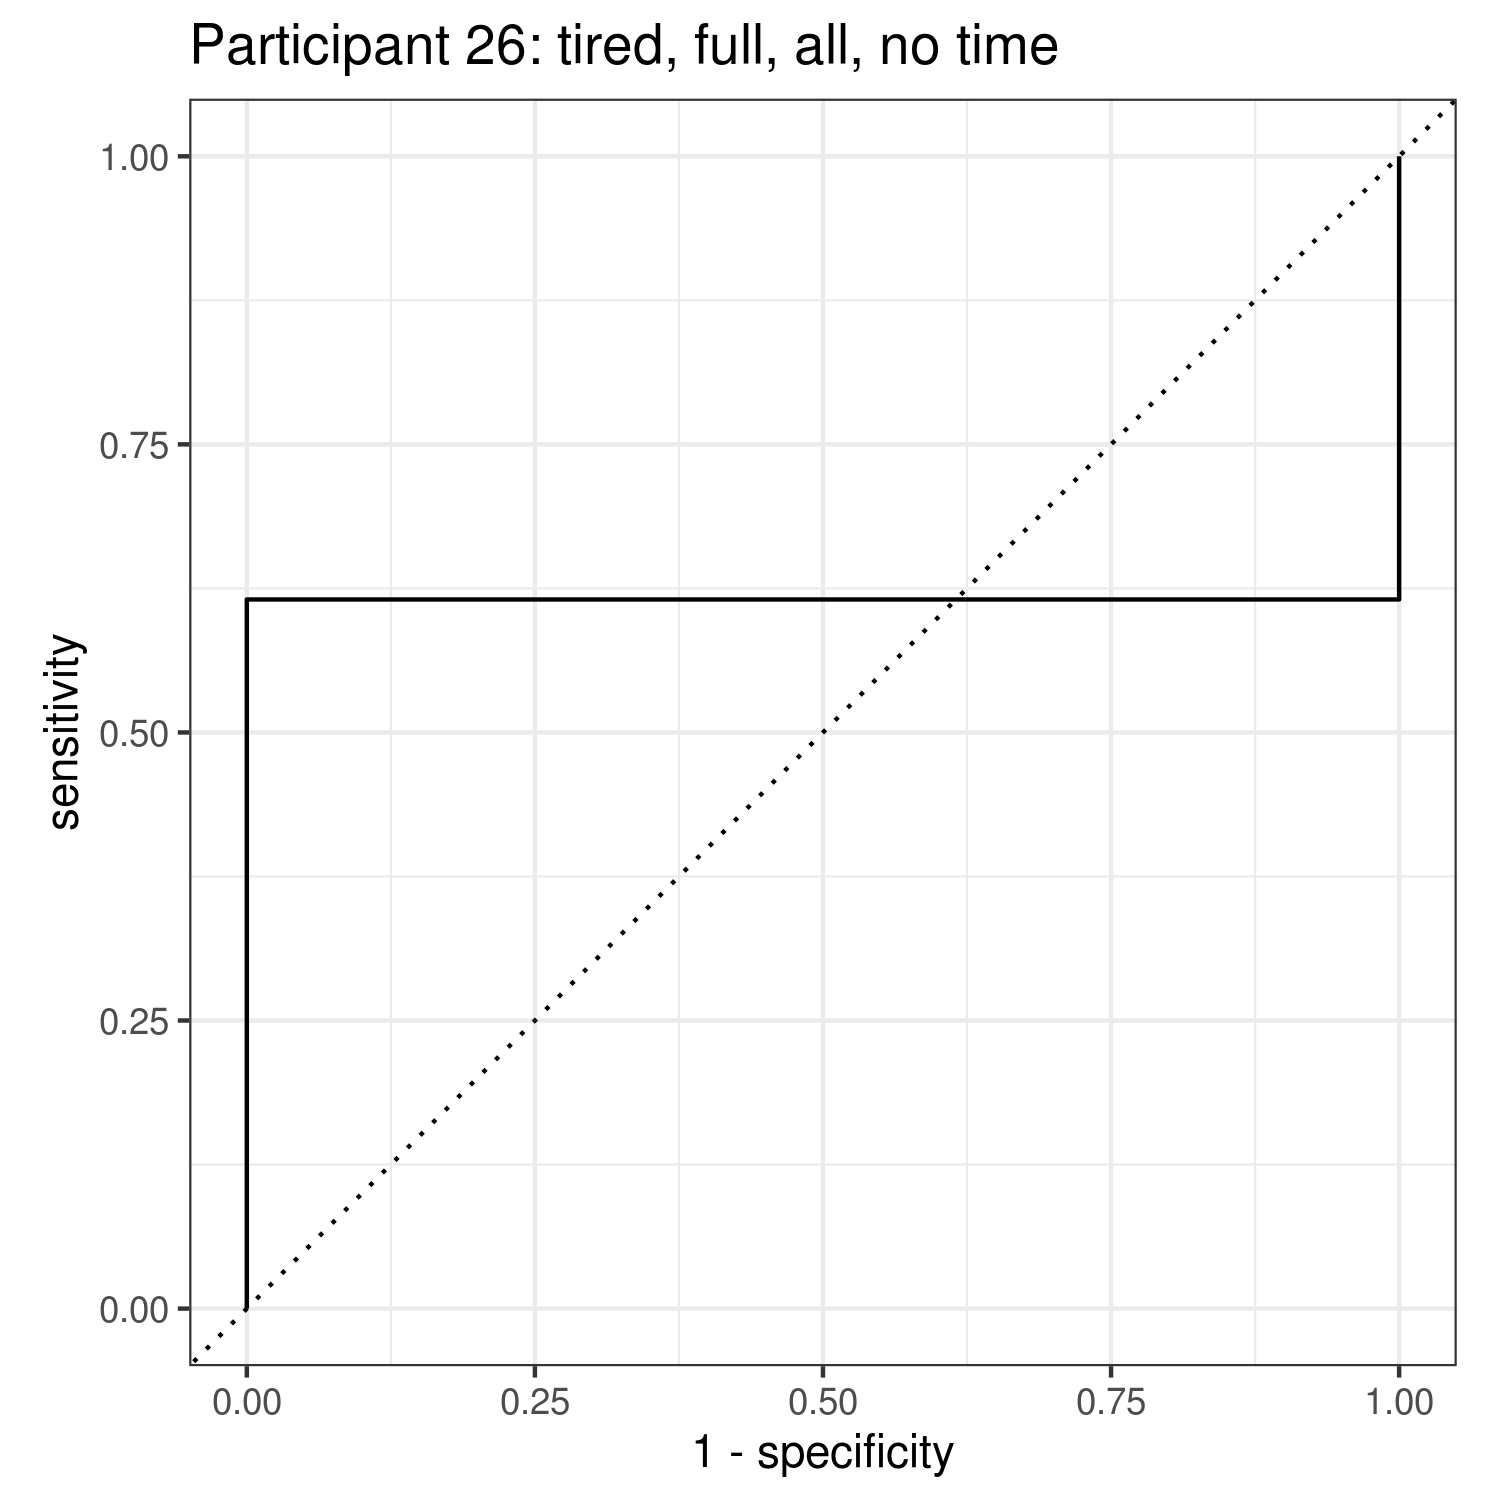 Participant 26: tired, full, all, no time
1.00
0.75
0.50
0.25
0.00
sensitivity
0.00 0.25 0.50 0.75 1.00
1 - specificity